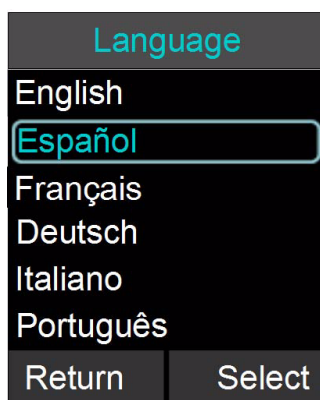 Language
English
Español
Français
Deutsch
Italiano
Português
Return Select